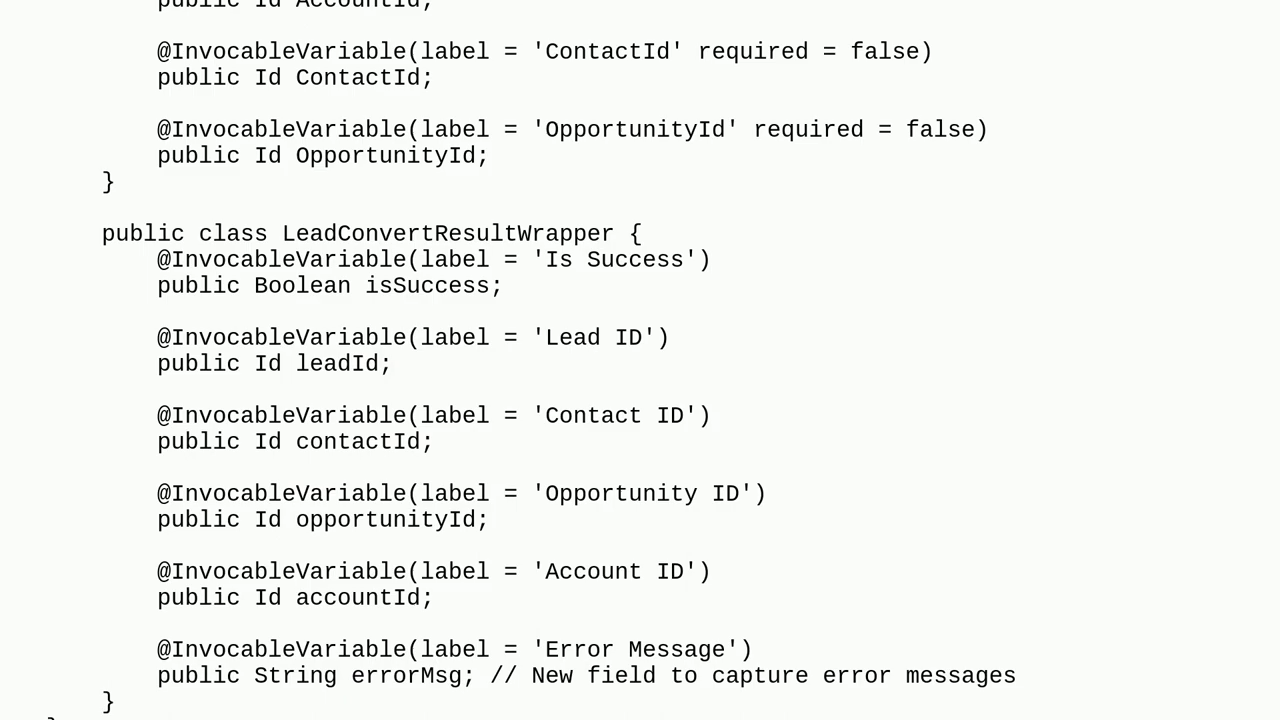 public Id AccountId;
@InvocableVariable(label = 'ContactId' required = false)
public Id ContactId;
@InvocableVariable(label = 'OpportunityId' required = false)
public Id OpportunityId;
}
public class LeadConvertResultWrapper {
@InvocableVariable(label = 'Is Success')
public Boolean isSuccess;
@InvocableVariable(label = 'Lead ID')
public Id leadId;
@InvocableVariable(label = 'Contact ID')
public Id contactId;
@InvocableVariable(label = 'Opportunity ID')
public Id opportunityId;
@InvocableVariable(label = 'Account ID')
public Id accountId;
@InvocableVariable(label = 'Error Message')
public String errorMsg; // New field to capture error messages
}
}